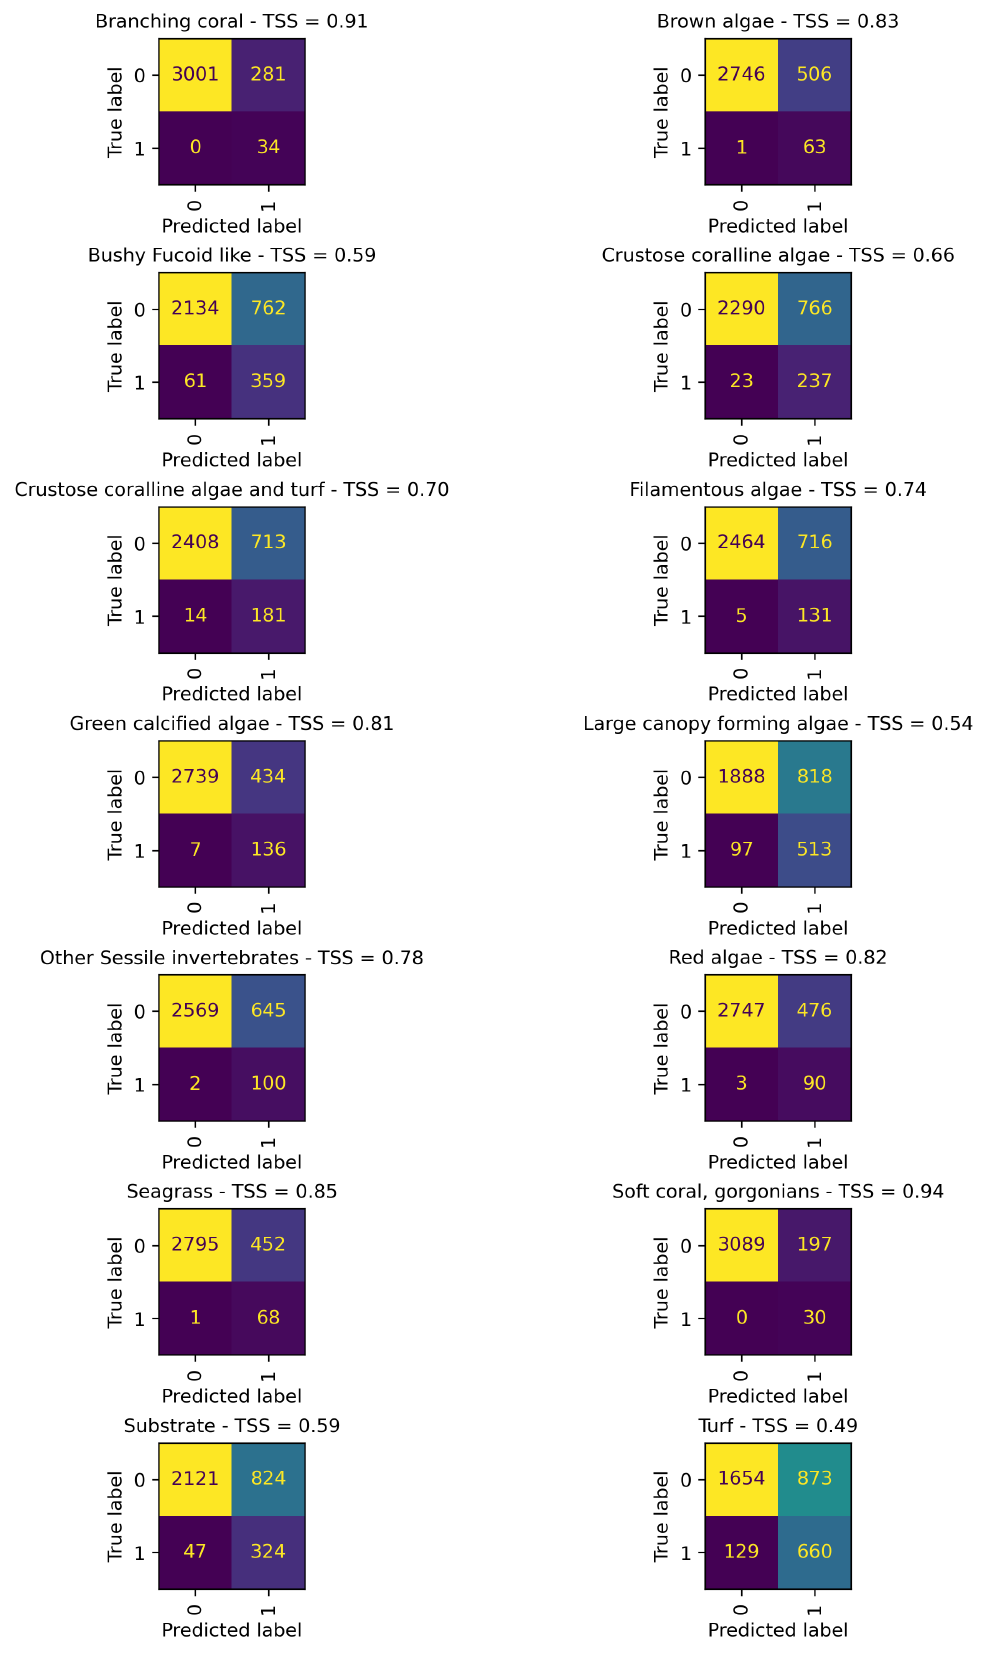 Branching coral - TSS = 0.91
True label
0 3001 281
1 0 34
0 1
Predicted label
Brown algae - TSS = 0.83
True label
0 2746 506
1 1 63
0 1
Predicted label
Bushy Fucoid like - TSS = 0.59
True label
0 2134 762
1 61 359
0 1
Predicted label
Crustose coralline algae - TSS = 0.66
True label
0 2290 766
1 23 237
0 1
Predicted label
Crustose coralline algae and turf - TSS = 0.70
True label
0 2408 713
1 14 181
0 1
Predicted label
Filamentous algae - TSS = 0.74
True label
0 2464 716
1 5 131
0 1
Predicted label
Green calcified algae - TSS = 0.81
True label
0 2739 434
1 7 136
0 1
Predicted label
Large canopy forming algae - TSS = 0.54
True label
0 1888 818
1 97 513
0 1
Predicted label
Other Sessile invertebrates - TSS = 0.78
True label
0 2569 645
1 2 100
0 1
Predicted label
Red algae - TSS = 0.82
True label
0 2747 476
1 3 90
0 1
Predicted label
Seagrass - TSS = 0.85
True label
0 2795 452
1 1 68
0 1
Predicted label
Soft coral, gorgonians - TSS = 0.94
True label
0 3089 197
1 0 30
0 1
Predicted label
Substrate - TSS = 0.59
True label
0 2121 824
1 47 324
0 1
Predicted label
Turf - TSS = 0.49
True label
0 1654 873
1 129 660
0 1
Predicted label